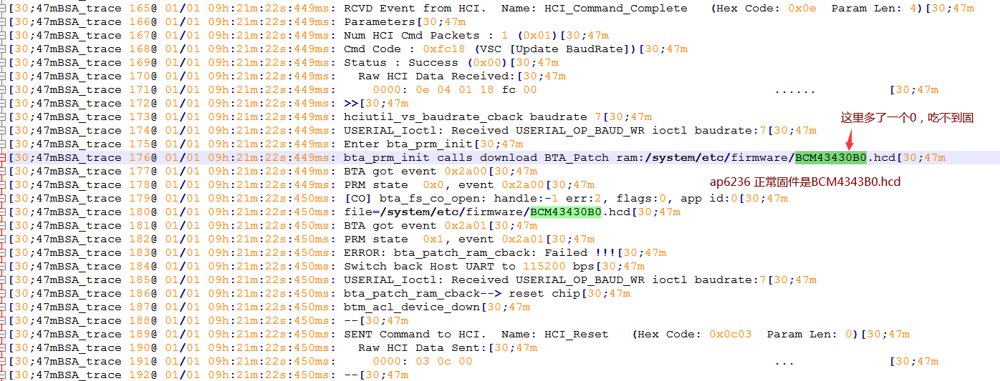 [30;47mBSA_trace 165@ 01/01 09h:21m:22s:449ms: RCVD Event from HCI.  Name: HCI_Command_Complete   (Hex Code: 0x0e  Param Len: 4)[30;47m
[30;47mBSA_trace 166@ 01/01 09h:21m:22s:449ms: Parameters[30;47m
[30;47mBSA_trace 167@ 01/01 09h:21m:22s:449ms: Num HCI Cmd Packets : 1 (0x01)[30;47m
[30;47mBSA_trace 168@ 01/01 09h:21m:22s:449ms: Cmd Code : 0xfc18 (VSC [Update BaudRate])[30;47m
[30;47mBSA_trace 169@ 01/01 09h:21m:22s:449ms: Status : Success (0x00)[30;47m
[30;47mBSA_trace 170@ 01/01 09h:21m:22s:449ms:   Raw HCI Data Received:[30;47m
[30;47mBSA_trace 171@ 01/01 09h:21m:22s:449ms:     0000: 0e 04 01 18 fc 00                                 ......          [30;47m
[30;47mBSA_trace 172@ 01/01 09h:21m:22s:449ms: >>[30;47m
[30;47mBSA_trace 173@ 01/01 09h:21m:22s:449ms: hciutil_vs_baudrate_cback baudrate 7[30;47m
这里多了一个0，吃不到固
[30;47mBSA_trace 174@ 01/01 09h:21m:22s:449ms: USERIAL_Ioctl: Received USERIAL_OP_BAUD_WR ioctl baudrate:7[30;47m
[30;47mBSA_trace 175@ 01/01 09h:21m:22s:449ms: Enter bta_prm_init[30;47m
[30;47mBSA_trace 176@ 01/01 09h:21m:22s:449ms: bta_prm_init calls download BTA_Patch ram:/system/etc/firmware/BCM43430B0.hcd[30;47m
[30;47mBSA_trace 177@ 01/01 09h:21m:22s:449ms: BTA got event 0x2a00[30;47m
[30;47mBSA_trace 178@ 01/01 09h:21m:22s:449ms: PRM state  0x0, event 0x2a00[30;47m
ap6236 正常固件是BCM4343B0.hcd
[30;47mBSA_trace 179@ 01/01 09h:21m:22s:450ms: [CO] bta_fs_co_open: handle:-1 err:2, flags:0, app id:0[30;47m
[30;47mBSA_trace 180@ 01/01 09h:21m:22s:450ms: file=/system/etc/firmware/BCM43430B0.hcd[30;47m
[30;47mBSA_trace 181@ 01/01 09h:21m:22s:450ms: BTA got event 0x2a01[30;47m
[30;47mBSA_trace 182@ 01/01 09h:21m:22s:450ms: PRM state  0x1, event 0x2a01[30;47m
[30;47mBSA_trace 183@ 01/01 09h:21m:22s:450ms: ERROR: bta_patch_ram_cback: Failed !!![30;47m
[30;47mBSA_trace 184@ 01/01 09h:21m:22s:450ms: Switch back Host UART to 115200 bps[30;47m
[30;47mBSA_trace 185@ 01/01 09h:21m:22s:450ms: USERIAL_Ioctl: Received USERIAL_OP_BAUD_WR ioctl baudrate:7[30;47m
[30;47mBSA_trace 186@ 01/01 09h:21m:22s:450ms: bta_patch_ram_cback--> reset chip[30;47m
[30;47mBSA_trace 187@ 01/01 09h:21m:22s:450ms: btm_acl_device_down[30;47m
[30;47mBSA_trace 188@ 01/01 09h:21m:22s:450ms: --[30;47m
[30;47mBSA_trace 189@ 01/01 09h:21m:22s:450ms: SENT Command to HCI.  Name: HCI_Reset   (Hex Code: 0x0c03  Param Len: 0)[30;47m
[30;47mBSA_trace 190@ 01/01 09h:21m:22s:450ms:   Raw HCI Data Sent:[30;47m
[30;47mBSA_trace 191@ 01/01 09h:21m:22s:450ms:     0000: 03 0c 00                                          ...             [30;47m
[30;47mBSA_trace 192@ 01/01 09h:21m:22s:450ms: --[30;47m